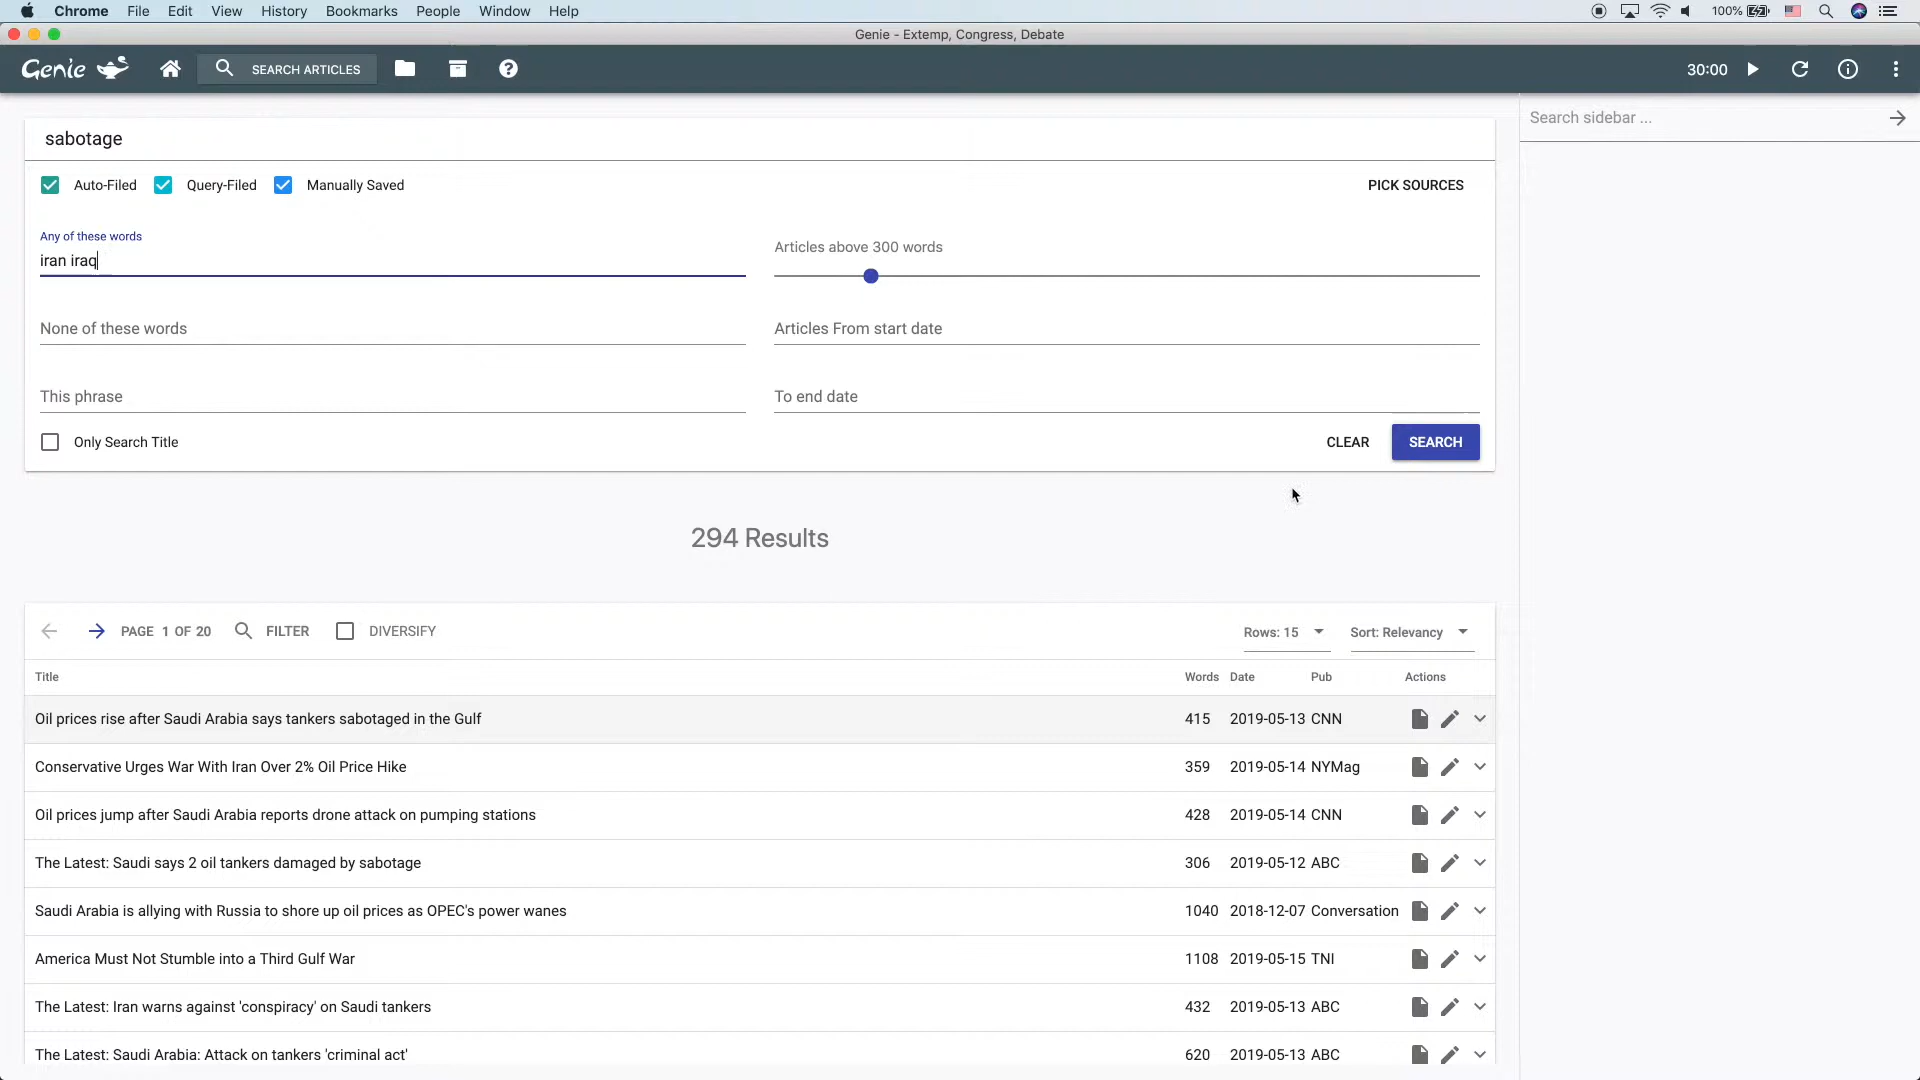 Chrome File Edit View History Bookmarks People Window Help 100%
Genie - Extemp, Congress, Debate
Genie SEARCH ARTICLES 30:00
sabotage
Search sidebar ...
Auto-Filed Query-Filed Manually Saved PICK SOURCES
Any of these words
iran iraq
Articles above 300 words
None of these words
Articles From start date
This phrase
To end date
Only Search Title CLEAR SEARCH
294 Results
PAGE 1 OF 20 FILTER DIVERSIFY Rows: 15 Sort: Relevancy
Title Words Date Pub Actions
Oil prices rise after Saudi Arabia says tankers sabotaged in the Gulf 415 2019-05-13 CNN
Conservative Urges War With Iran Over 2% Oil Price Hike 359 2019-05-14 NYMag
Oil prices jump after Saudi Arabia reports drone attack on pumping stations 428 2019-05-14 CNN
The Latest: Saudi says 2 oil tankers damaged by sabotage 306 2019-05-12 ABC
Saudi Arabia is allying with Russia to shore up oil prices as OPEC's power wanes 1040 2018-12-07 Conversation
America Must Not Stumble into a Third Gulf War 1108 2019-05-15 TNI
The Latest: Iran warns against 'conspiracy' on Saudi tankers 432 2019-05-13 ABC
The Latest: Saudi Arabia: Attack on tankers 'criminal act' 620 2019-05-13 ABC